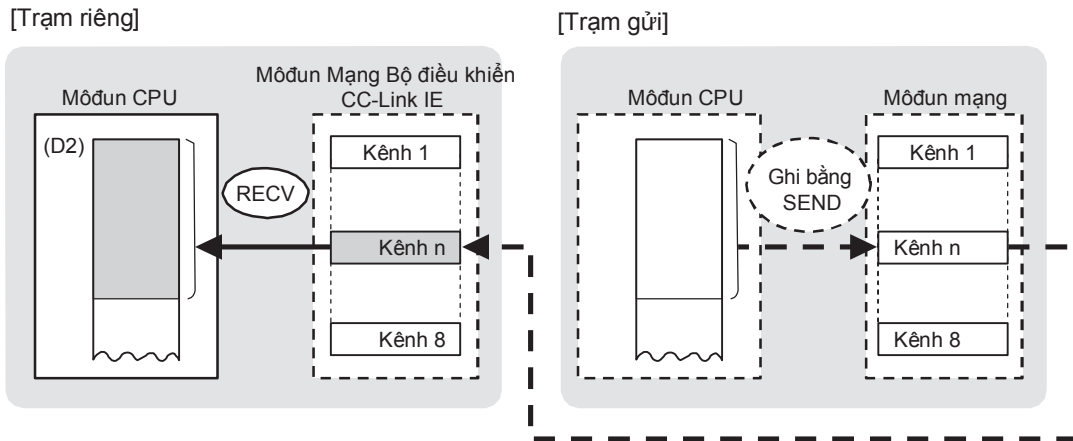 [Trạm riêng]
Môđun CPU
Môđun Mạng Bộ điều khiển
CC-Link IE
(D2)
RECV
Kênh 1
Kênh n
Kênh 8
[Trạm gửi]
Môđun CPU
Môđun mạng
Ghi bằng
SEND
Kênh 1
Kênh n
Kênh 8